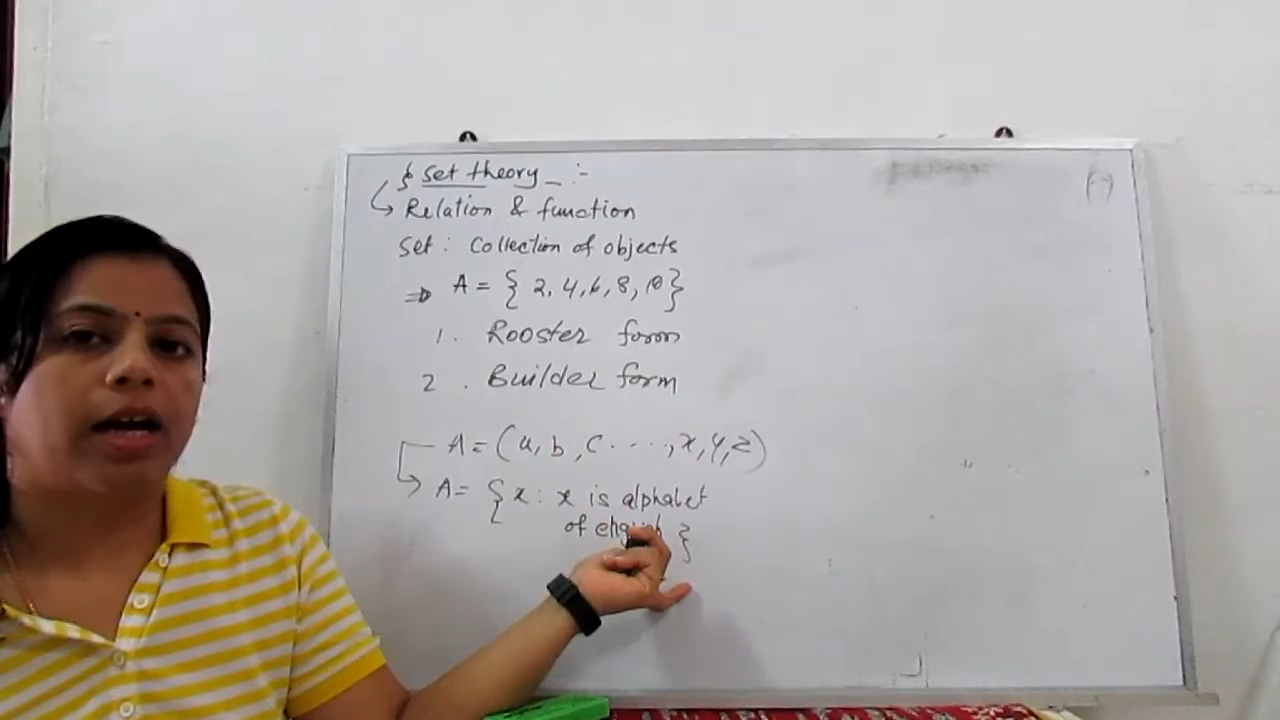 § Set theory _ :-
↳ Relation & function
Set : Collection of objects
⇒ A = { 2, 4, 6, 8, 10 }
1. Rooster form
2. Builder form
A = (a, b, c ....., x, y, z)
↳ A = { x : x is alphabet
of english }
(-)